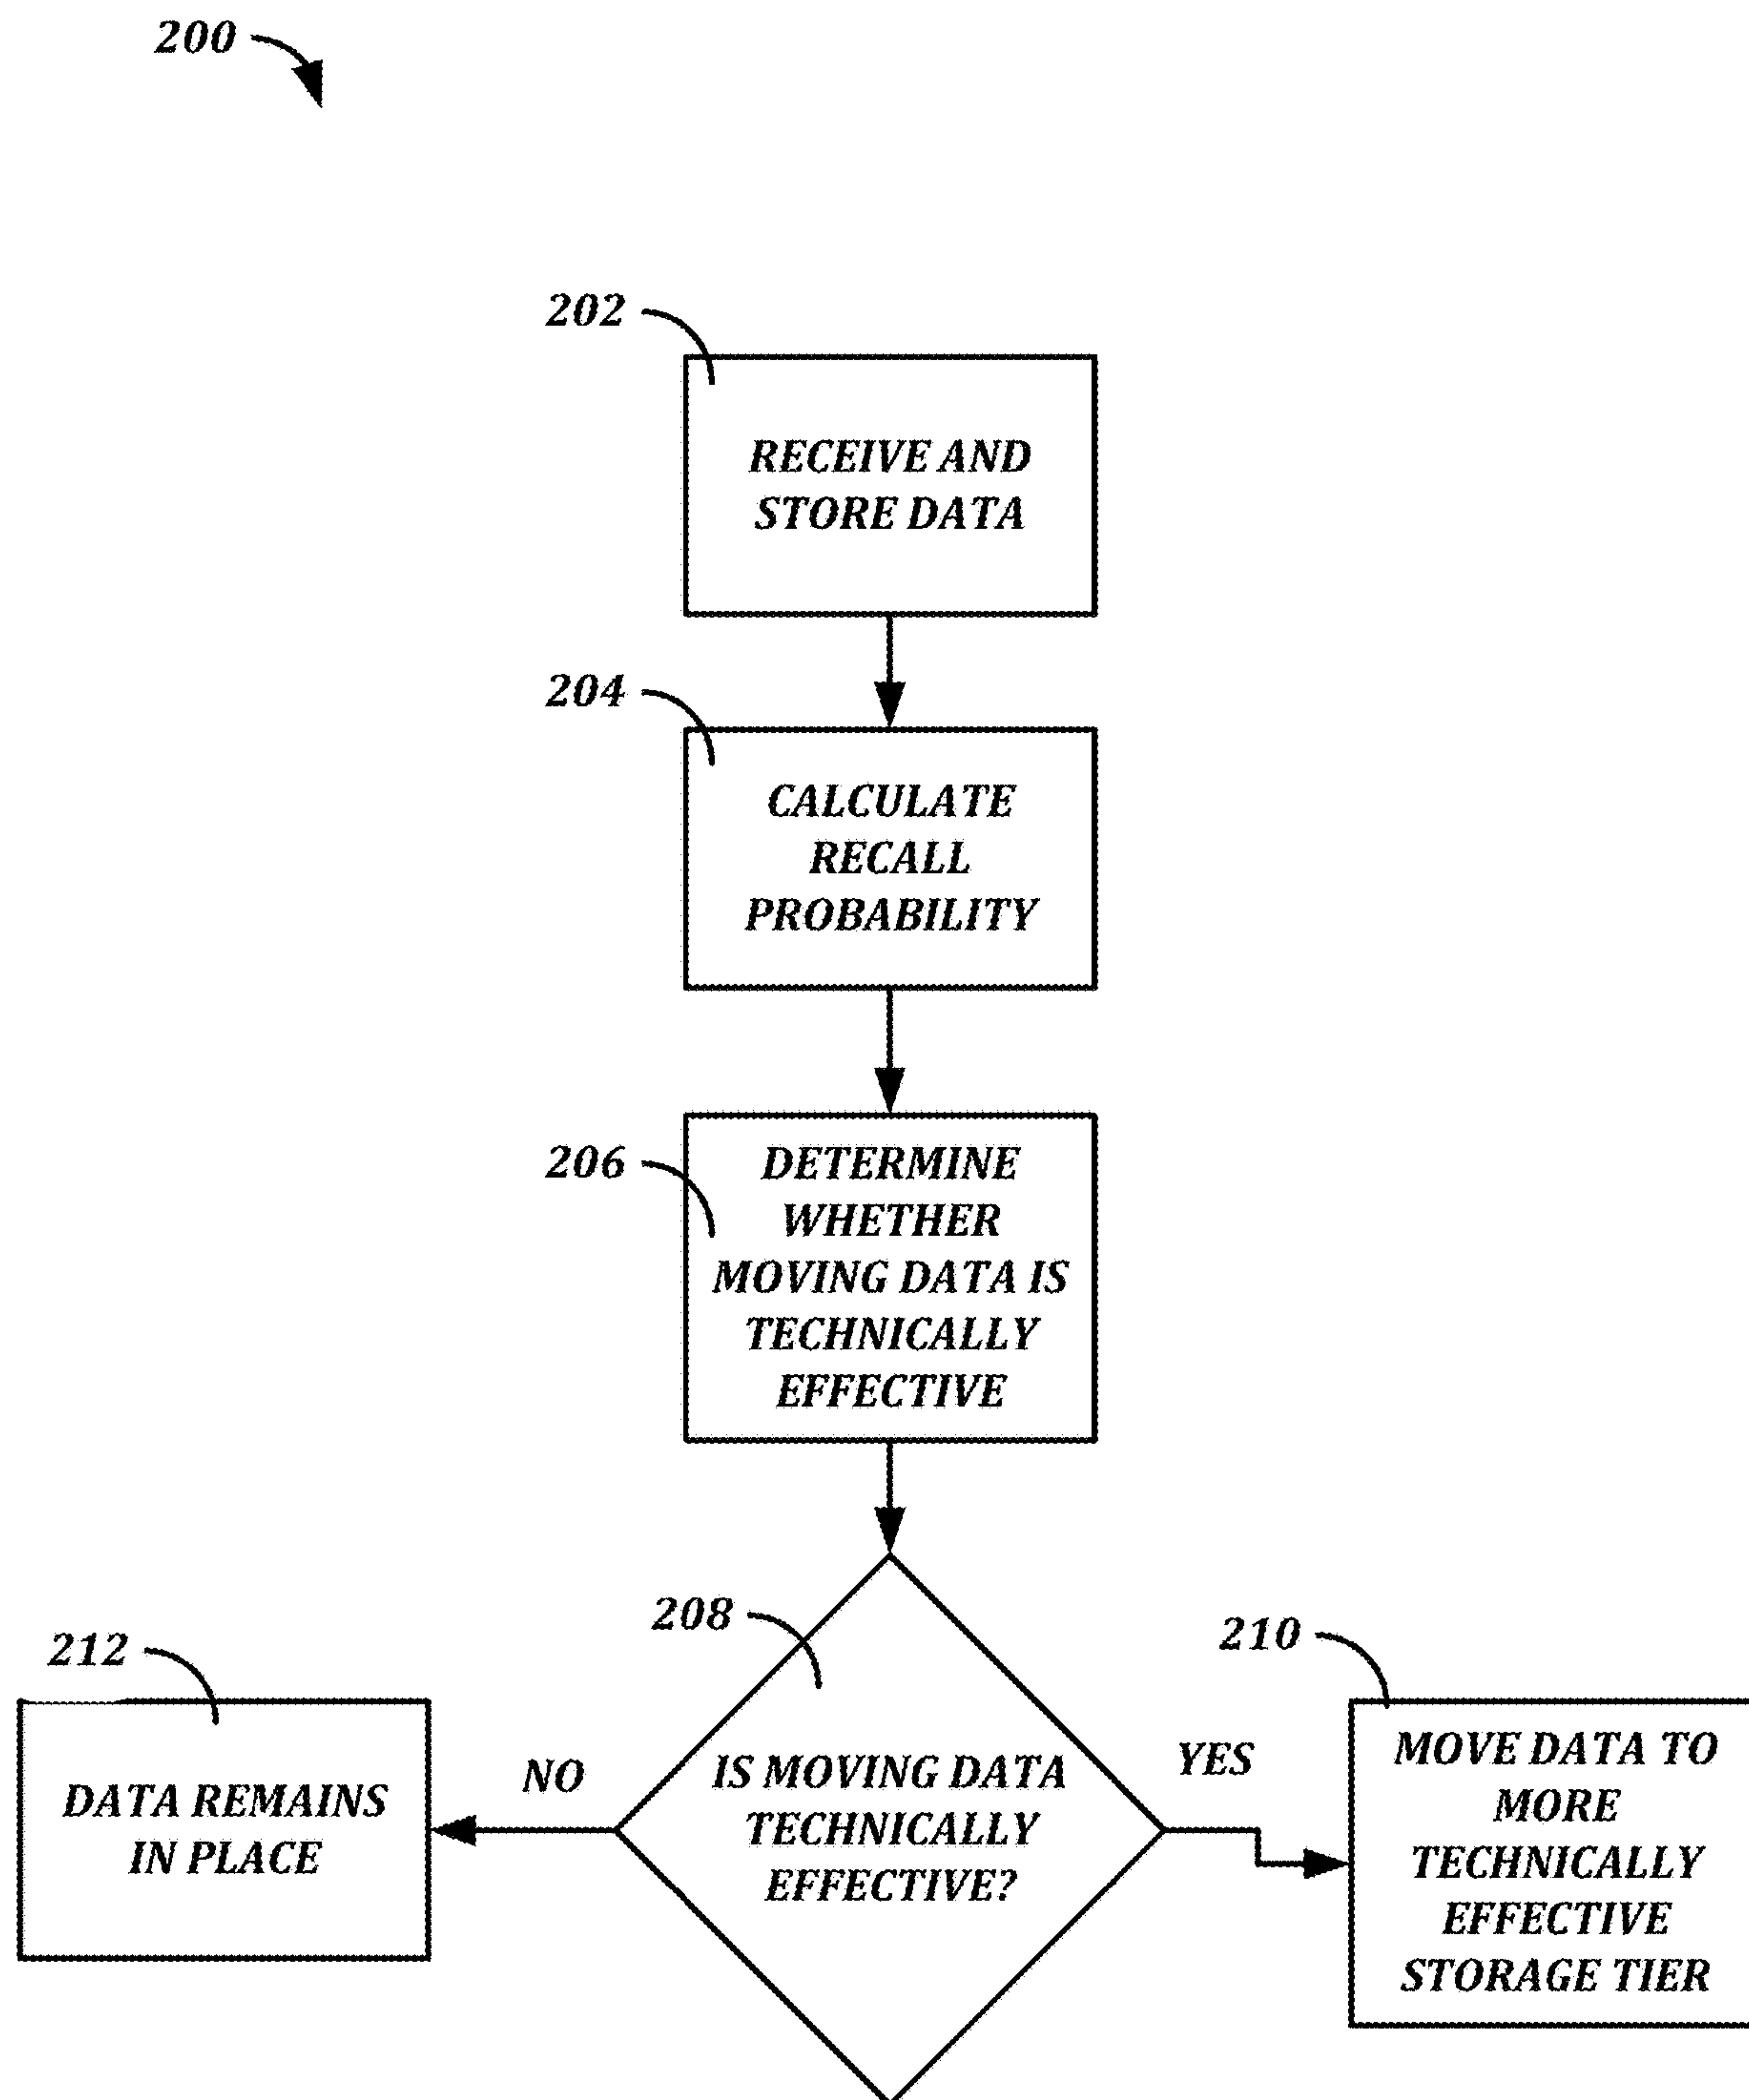 200
202
RECEIVE AND
STORE DATA
204
CALCULATE
RECALL
PROBABILITY
206
DETERMINE
WHETHER
MOVING DATA IS
TECHNICALLY
EFFECTIVE
212
DATA REMAINS
IN PLACE
NO
208
IS MOVING DATA
TECHNICALLY
EFFECTIVE?
YES
210
MOVE DATA TO
MORE
TECHNICALLY
EFFECTIVE
STORAGE TIER